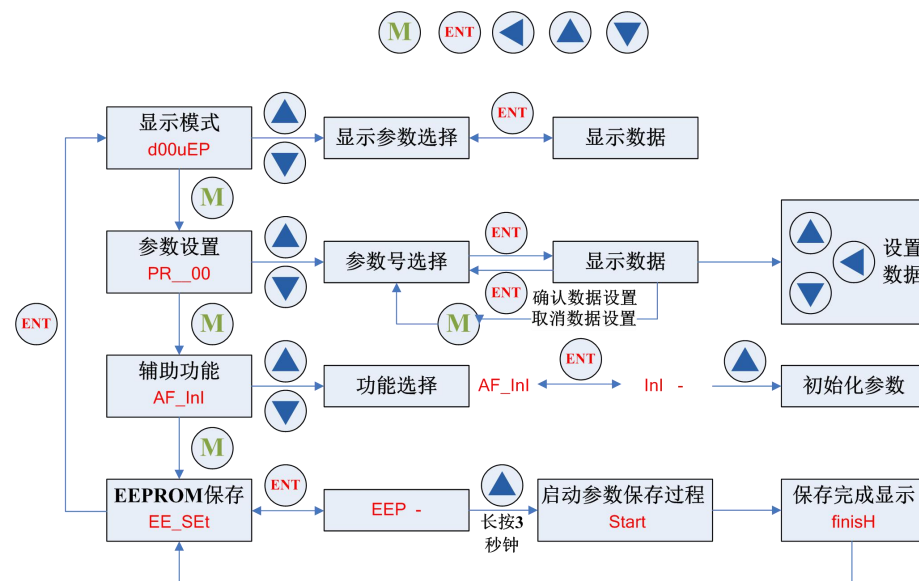 M ENT
显示模式
d00uEP
显示参数选择
ENT
显示数据
M
参数设置
PR__00
参数号选择
ENT
显示数据
ENT
确认数据设置
取消数据设置
M
设置
数据
ENT
M
辅助功能
AF_InI
功能选择
AF_InI
ENT
InI -
初始化参数
M
EEPROM保存
EE_SEt
ENT
EEP -
长按3
秒钟
启动参数保存过程
Start
保存完成显示
finisH